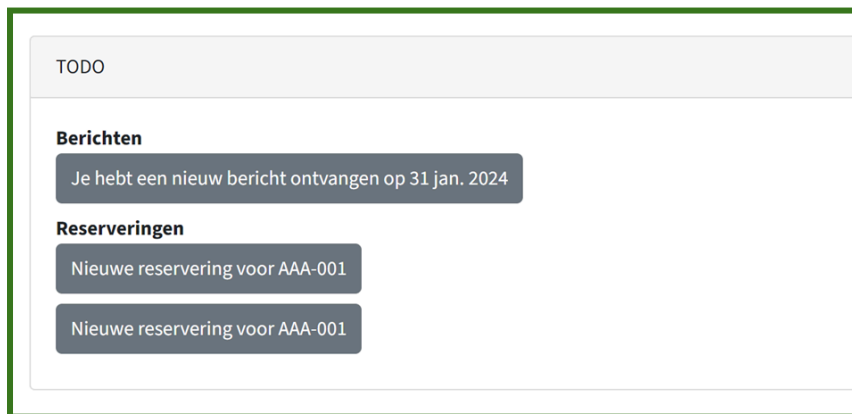 TODO
Berichten
Je hebt een nieuw bericht ontvangen op 31 jan. 2024
Reserveringen
Nieuwe reservering voor AAA-001
Nieuwe reservering voor AAA-001